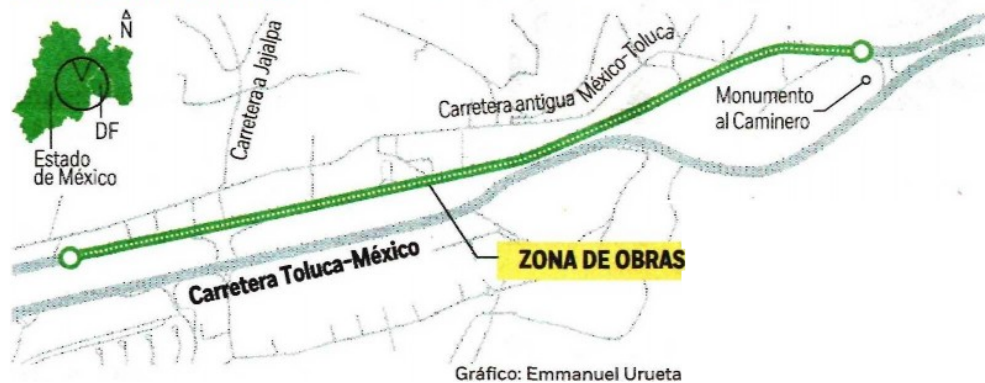 N
DF
Estado
de México
Carretera a Jajalpa
Carretera antigua México-Toluca
Monumento
al Caminero
Carretera Toluca-México
ZONA DE OBRAS
Gráfico: Emmanuel Urueta